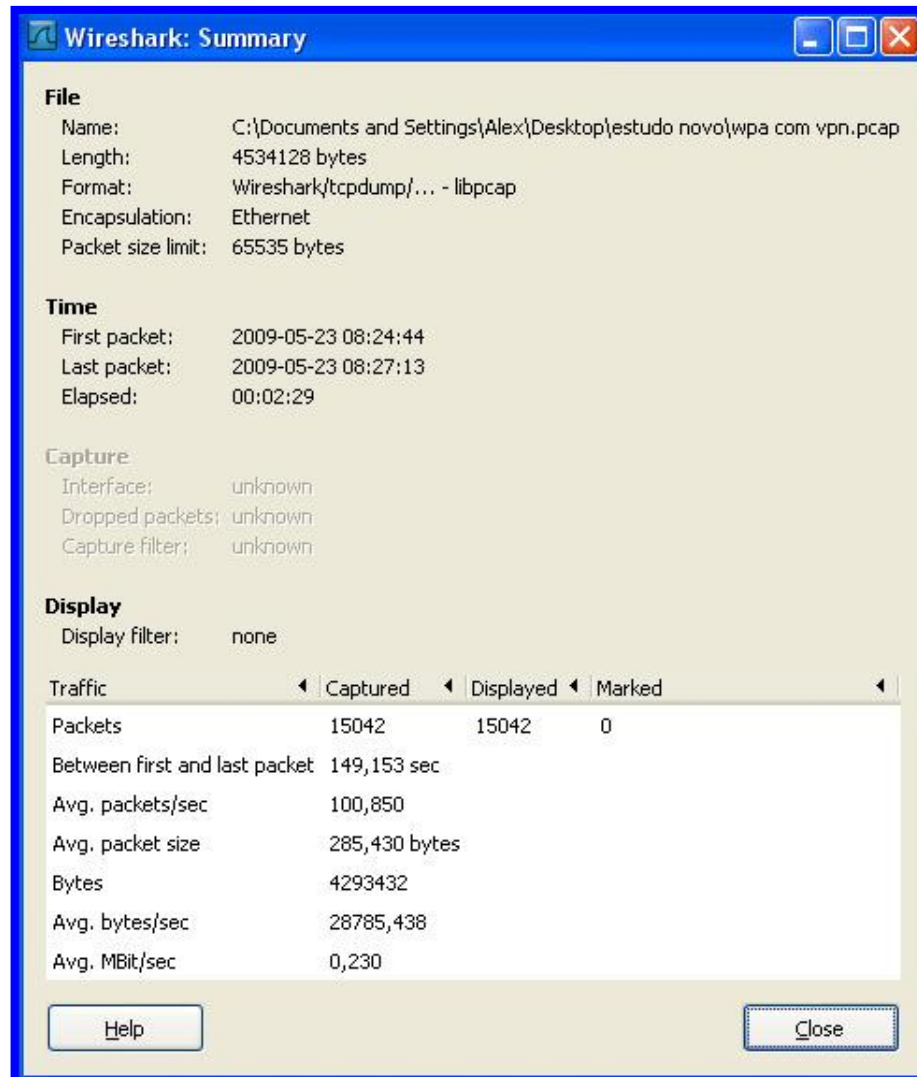 Wireshark: Summary
File
Name: C:\Documents and Settings\Alex\Desktop\estudo novo\wpa com vpn.pcap
Length: 4534128 bytes
Format: Wireshark/tcpdump/... - libpcap
Encapsulation: Ethernet
Packet size limit: 65535 bytes
Time
First packet: 2009-05-23 08:24:44
Last packet: 2009-05-23 08:27:13
Elapsed: 00:02:29
Capture
Interface: unknown
Dropped packets: unknown
Capture filter: unknown
Display
Display filter: none
Traffic Captured Displayed Marked
Packets 15042 15042 0
Between first and last packet 149,153 sec
Avg. packets/sec 100,850
Avg. packet size 285,430 bytes
Bytes 4293432
Avg. bytes/sec 28785,438
Avg. MBit/sec 0,230
Help Close